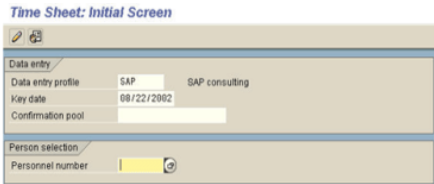 Time Sheet: Initial Screen
Data entry
Data entry profile SAP SAP consulting
Key date 08/22/2002
Confirmation pool
Person selection
Personnel number